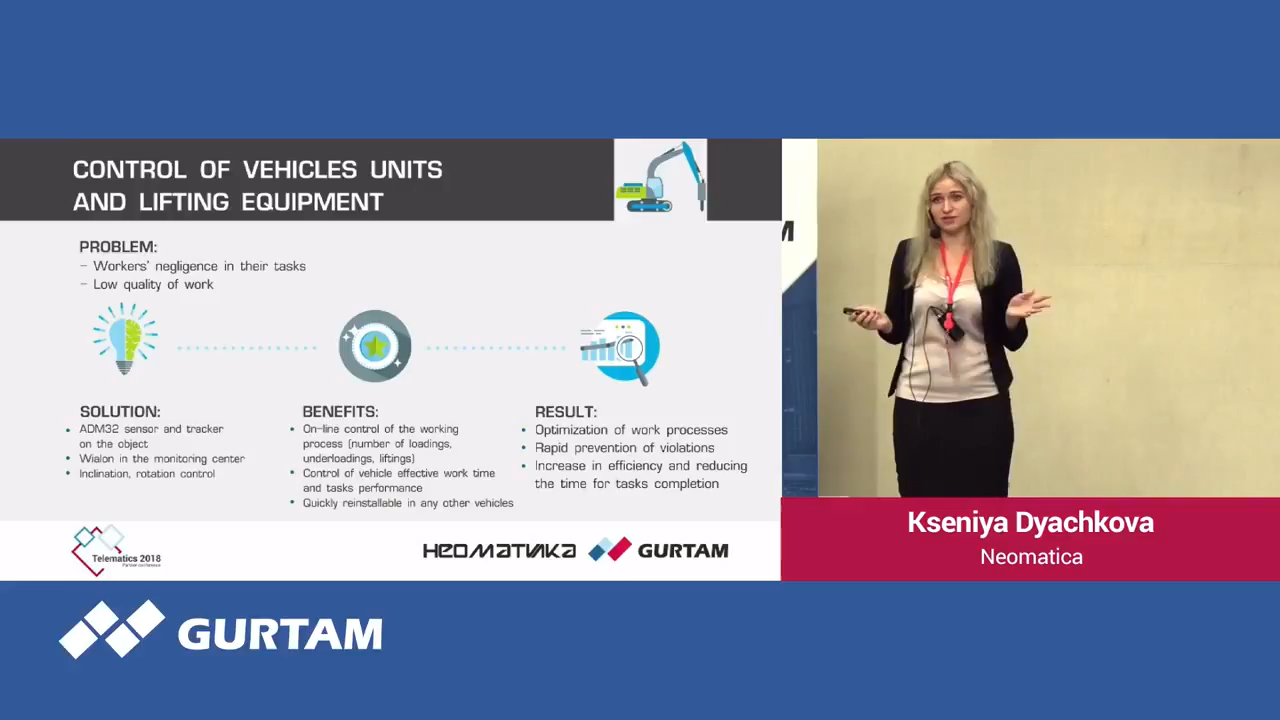 CONTROL OF VEHICLES UNITS
AND LIFTING EQUIPMENT
PROBLEM:
– Workers' negligence in their tasks
– Low quality of work
SOLUTION:
• ADM32 sensor and tracker
on the object
• Wialon in the monitoring center
• Inclination, rotation control
BENEFITS:
• On-line control of the working
process (number of loadings,
underloadings, liftings)
• Control of vehicle effective work time
and tasks performance
• Quickly reinstallable in any other vehicles
RESULT:
• Optimization of work processes
• Rapid prevention of violations
• Increase in efficiency and reducing
the time for tasks completion
Telematics 2018
Partner conference
НЕОМАТИКА
GURTAM
M
Kseniya Dyachkova
Neomatica
GURTAM